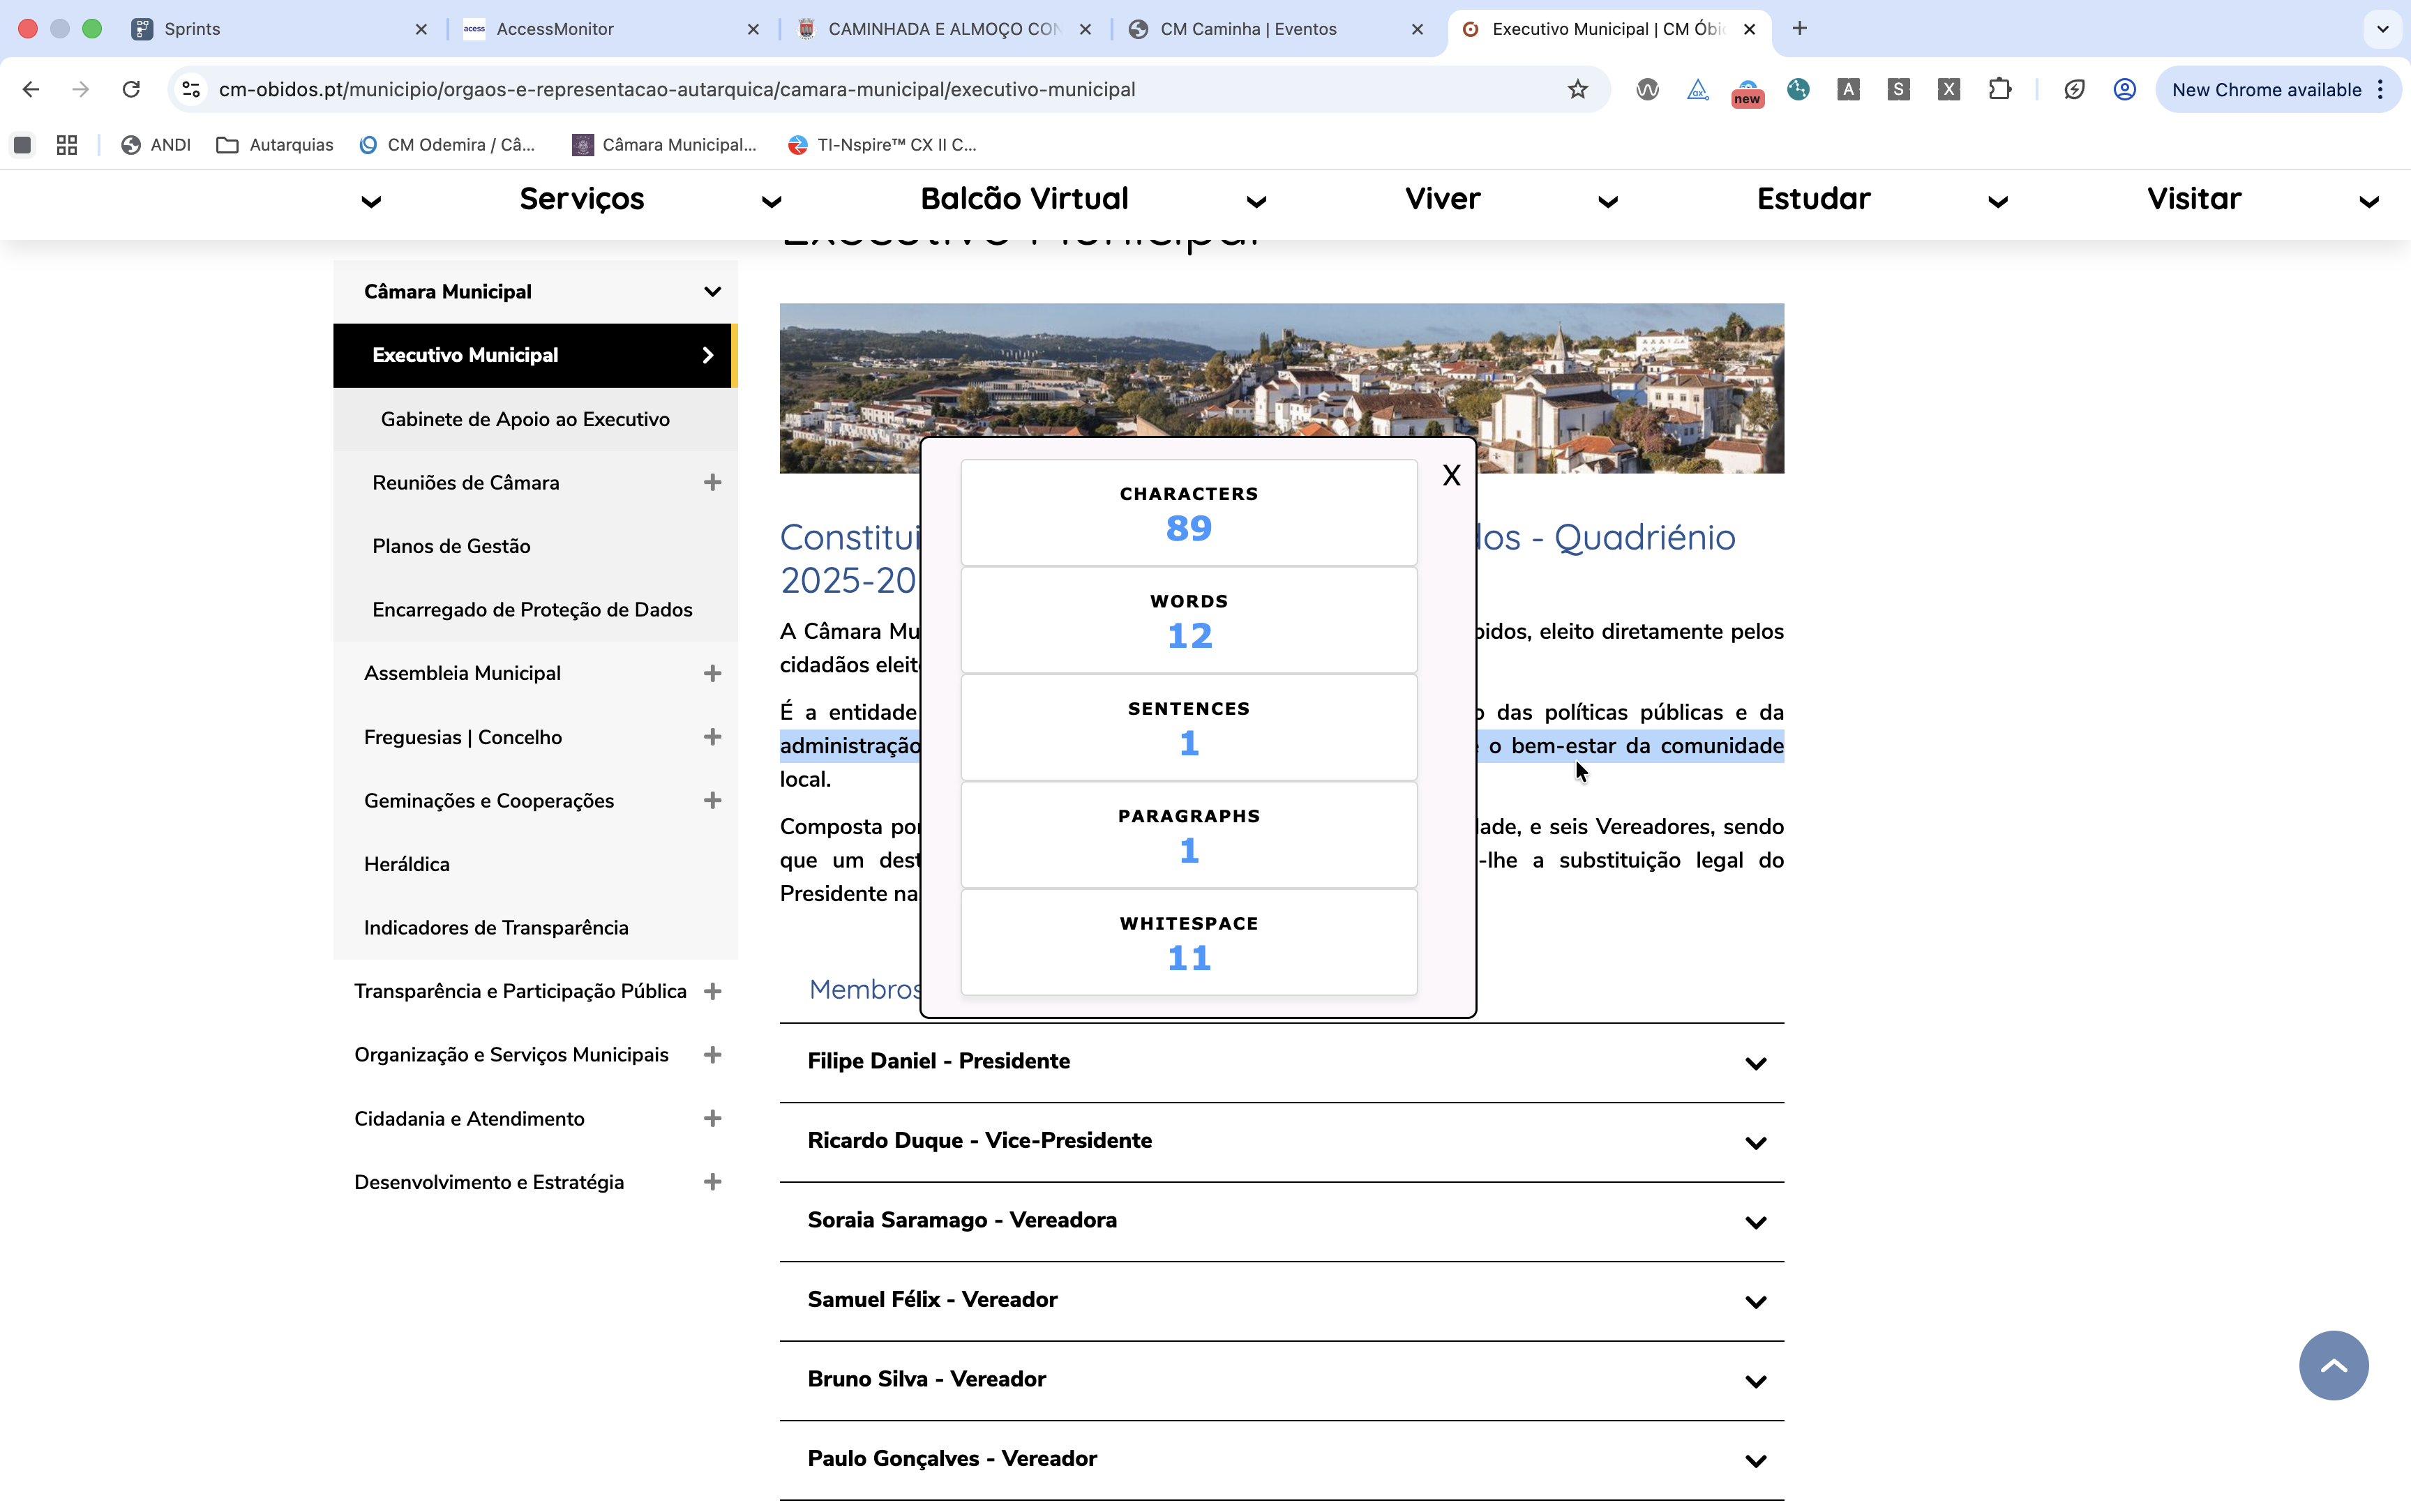 Sprints
AccessMonitor
CAMINHADA E ALMOÇO CON
CM Caminha | Eventos
Executivo Municipal | CM Óbi
cm-obidos.pt/municipio/orgaos-e-representacao-autarquica/camara-municipal/executivo-municipal
new
A
S
X
New Chrome available
ANDI
Autarquias
CM Odemira / Câ...
Câmara Municipal...
TI-Nspire™ CX II C...
Serviços
Balcão Virtual
Viver
Estudar
Visitar
Executivo Municipal
Câmara Municipal
Executivo Municipal
Gabinete de Apoio ao Executivo
Reuniões de Câmara
Planos de Gestão
Encarregado de Proteção de Dados
Assembleia Municipal
Freguesias | Concelho
Geminações e Cooperações
Heráldica
Indicadores de Transparência
Transparência e Participação Pública
Organização e Serviços Municipais
Cidadania e Atendimento
Desenvolvimento e Estratégia
Constitui dos - Quadriénio
2025-20
A Câmara Mu bidos, eleito diretamente pelos
cidadãos eleit
É a entidade o das políticas públicas e da
administração e o bem-estar da comunidade
local.
Composta por dade, e seis Vereadores, sendo
que um dest -lhe a substituição legal do
Presidente na
X
CHARACTERS
89
WORDS
12
SENTENCES
1
PARAGRAPHS
1
WHITESPACE
11
Membros
Filipe Daniel - Presidente
Ricardo Duque - Vice-Presidente
Soraia Saramago - Vereadora
Samuel Félix - Vereador
Bruno Silva - Vereador
Paulo Gonçalves - Vereador